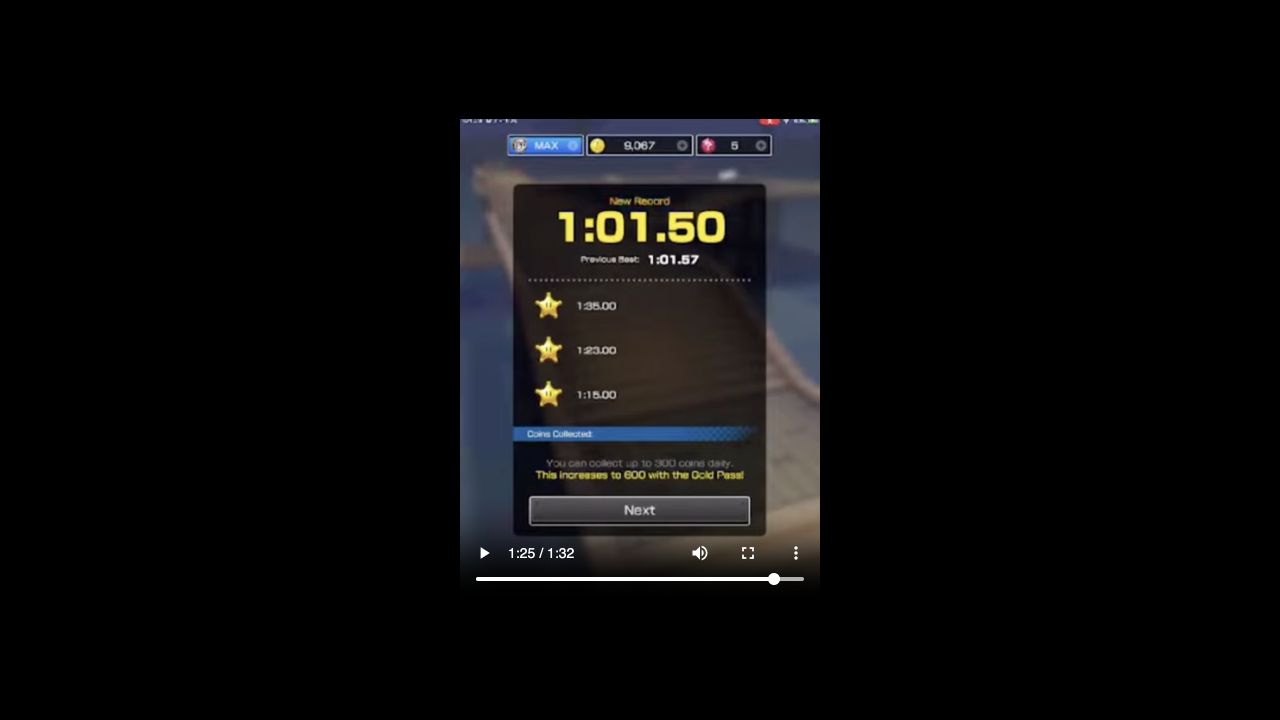 MAX 9,067 5
New Record
1:01.50
Previous Best: 1:01.57
1:35.00
1:23.00
1:15.00
Coins Collected:
You can collect up to 300 coins daily.
This increases to 600 with the Gold Pass!
Next
1:25 / 1:32